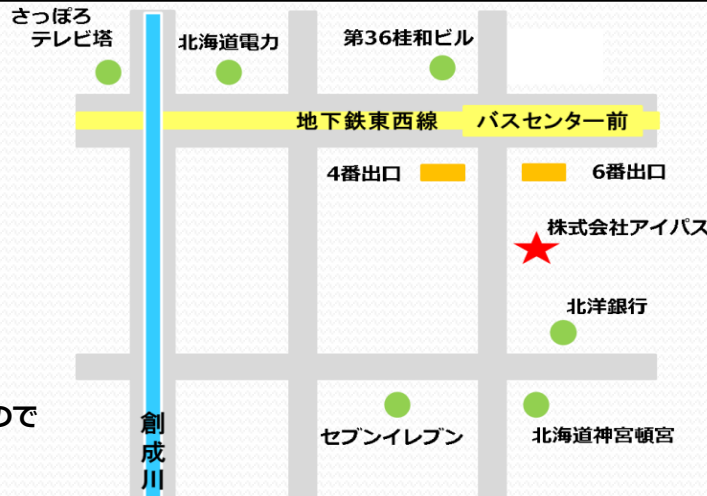 さっぽろ
テレビ塔
北海道電力
第36桂和ビル
地下鉄東西線
バスセンター前
4番出口
6番出口
株式会社アイパス
北洋銀行
ので
創成川
セブンイレブン
北海道神宮頓宮